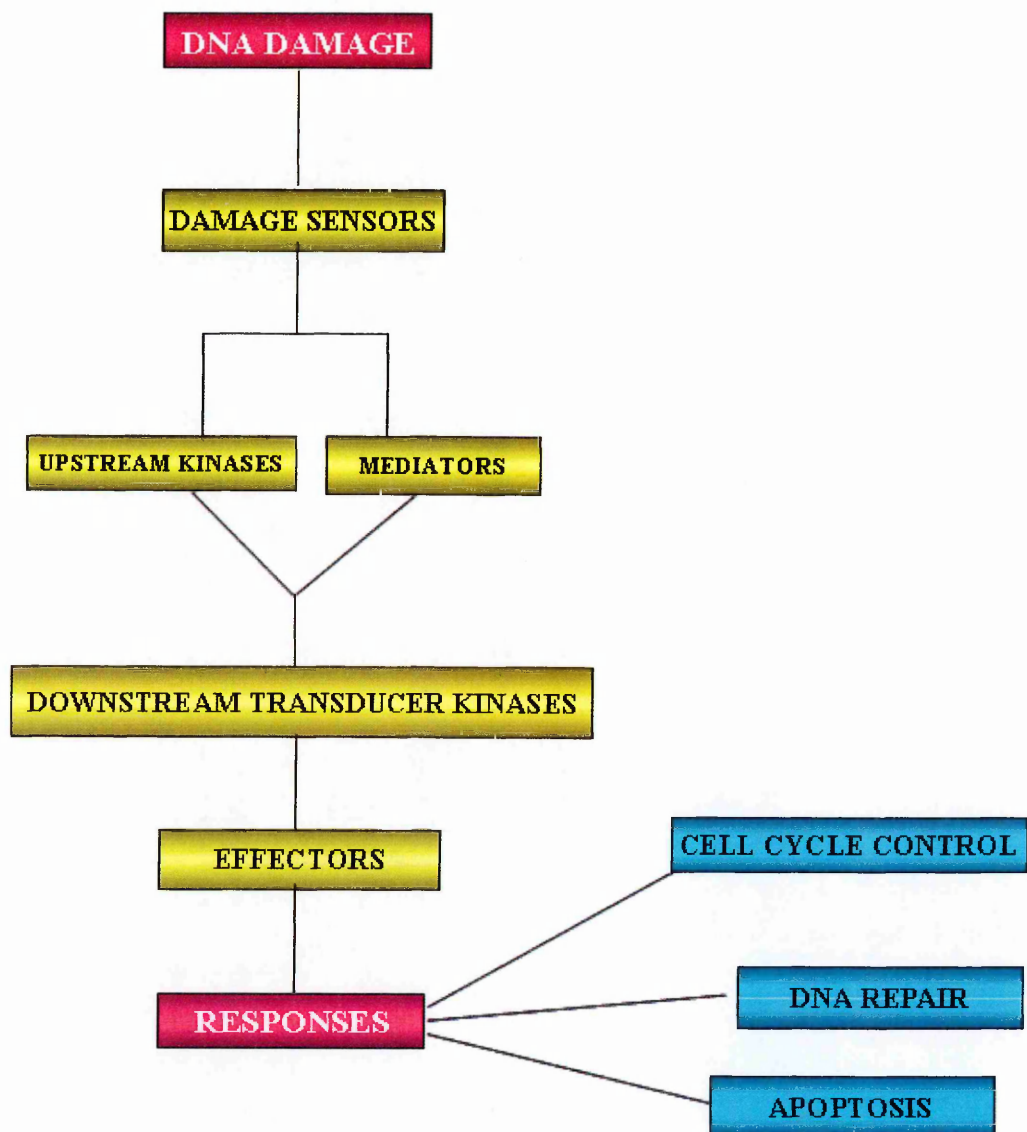 DNA DAMAGE
DAMAGE SENSORS
UPSTREAM KINASES
MEDIATORS
DOWNSTREAM TRANSDUCER KINASES
EFFECTORS
CELL CYCLE CONTROL
DNA REPAIR
RESPONSES
APOPTOSIS